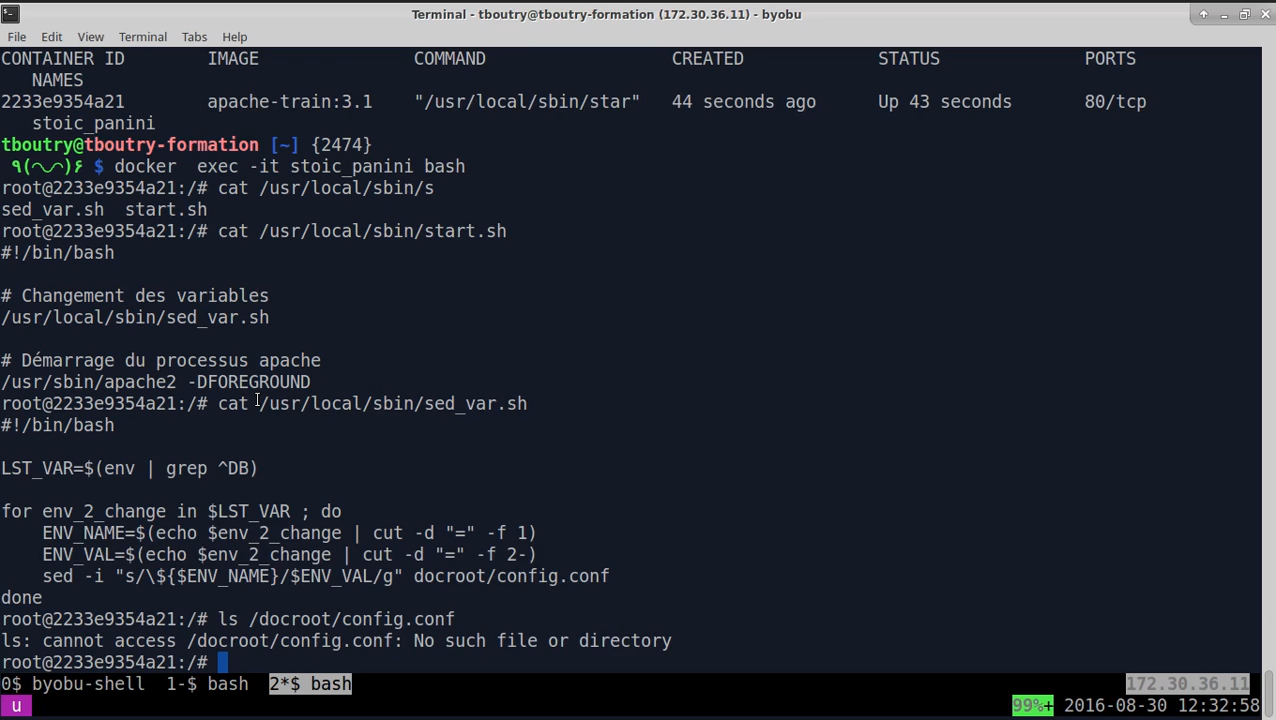 Terminal - tboutry@tboutry-formation (172.30.36.11) - byobu
File Edit View Terminal Tabs Help
CONTAINER ID        IMAGE               COMMAND                  CREATED             STATUS              PORTS
   NAMES
2233e9354a21        apache-train:3.1    "/usr/local/sbin/star"   44 seconds ago      Up 43 seconds       80/tcp
   stoic_panini
tboutry@tboutry-formation [~] {2474}
٩(◠◡◠)۶ $ docker  exec -it stoic_panini bash
root@2233e9354a21:/# cat /usr/local/sbin/s
sed_var.sh  start.sh
root@2233e9354a21:/# cat /usr/local/sbin/start.sh
#!/bin/bash
# Changement des variables
/usr/local/sbin/sed_var.sh
# Démarrage du processus apache
/usr/sbin/apache2 -DFOREGROUND
root@2233e9354a21:/# cat /usr/local/sbin/sed_var.sh
#!/bin/bash
LST_VAR=$(env | grep ^DB)
for env_2_change in $LST_VAR ; do
    ENV_NAME=$(echo $env_2_change | cut -d "=" -f 1)
    ENV_VAL=$(echo $env_2_change | cut -d "=" -f 2-)
    sed -i "s/\${$ENV_NAME}/$ENV_VAL/g" docroot/config.conf
done
root@2233e9354a21:/# ls /docroot/config.conf
ls: cannot access /docroot/config.conf: No such file or directory
root@2233e9354a21:/#
0$ byobu-shell  1-$ bash  2*$ bash 172.30.36.11
u 99%+ 2016-08-30 12:32:58